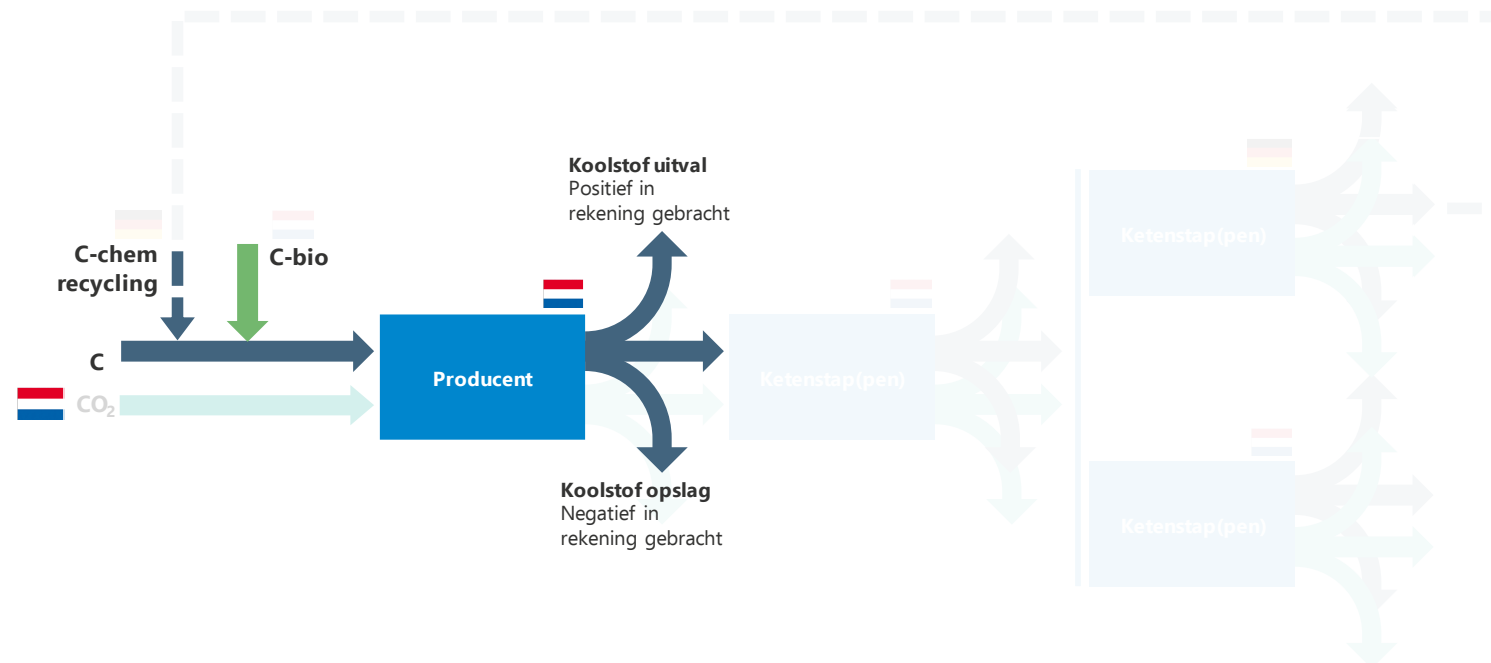 Koolstof uitval
Positief in
rekening gebracht
C-chem
recycling
C-bio
C
CO₂
Producent
Ketenstap(pen)
Ketenstap(pen)
Ketenstap(pen)
Koolstof opslag
Negatief in
rekening gebracht